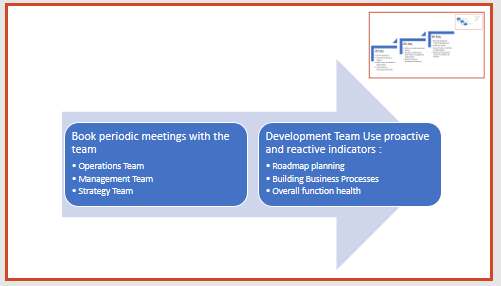 Book periodic meetings with the
team
• Operations Team
• Management Team
• Strategy Team
Development Team Use proactive
and reactive indicators :
• Roadmap planning
• Building Business Processes
• Overall function health